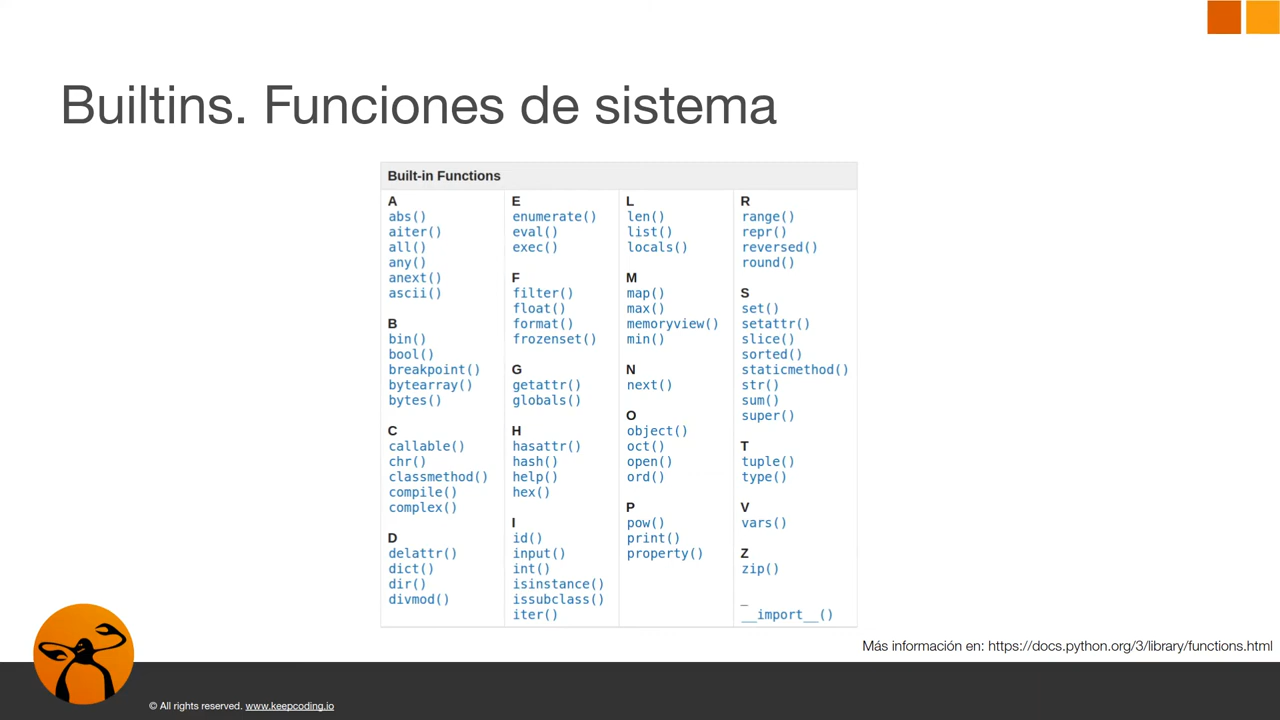 Builtins. Funciones de sistema
Built-in Functions
A
abs()
aiter()
all()
any()
anext()
ascii()
B
bin()
bool()
breakpoint()
bytearray()
bytes()
C
callable()
chr()
classmethod()
compile()
complex()
D
delattr()
dict()
dir()
divmod()
E
enumerate()
eval()
exec()
F
filter()
float()
format()
frozenset()
G
getattr()
globals()
H
hasattr()
hash()
help()
hex()
I
id()
input()
int()
isinstance()
issubclass()
iter()
L
len()
list()
locals()
M
map()
max()
memoryview()
min()
N
next()
O
object()
oct()
open()
ord()
P
pow()
print()
property()
R
range()
repr()
reversed()
round()
S
set()
setattr()
slice()
sorted()
staticmethod()
str()
sum()
super()
T
tuple()
type()
V
vars()
Z
zip()
_
__import__()
Más información en: https://docs.python.org/3/library/functions.html
© All rights reserved. www.keepcoding.io